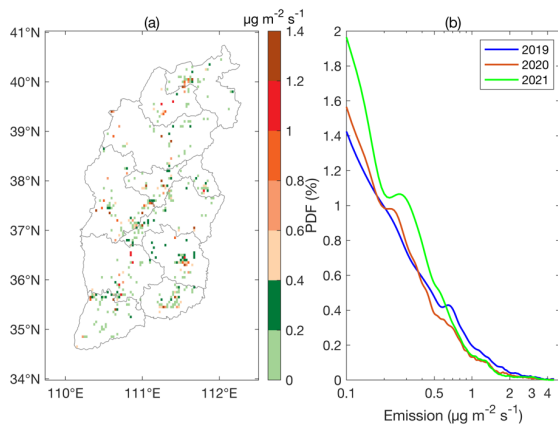 (a)
µg m⁻² s⁻¹
41°N
40°N
39°N
38°N
37°N
36°N
35°N
34°N
110°E
111°E
112°E
1.4
1.2
1
0.8
0.6
0.4
0.2
0
(b)
2019
2020
2021
PDF (%)
2
1.8
1.6
1.4
1.2
1
0.8
0.6
0.4
0.2
0
0.1
0.5
1
2
3
4
Emission (µg m⁻² s⁻¹)